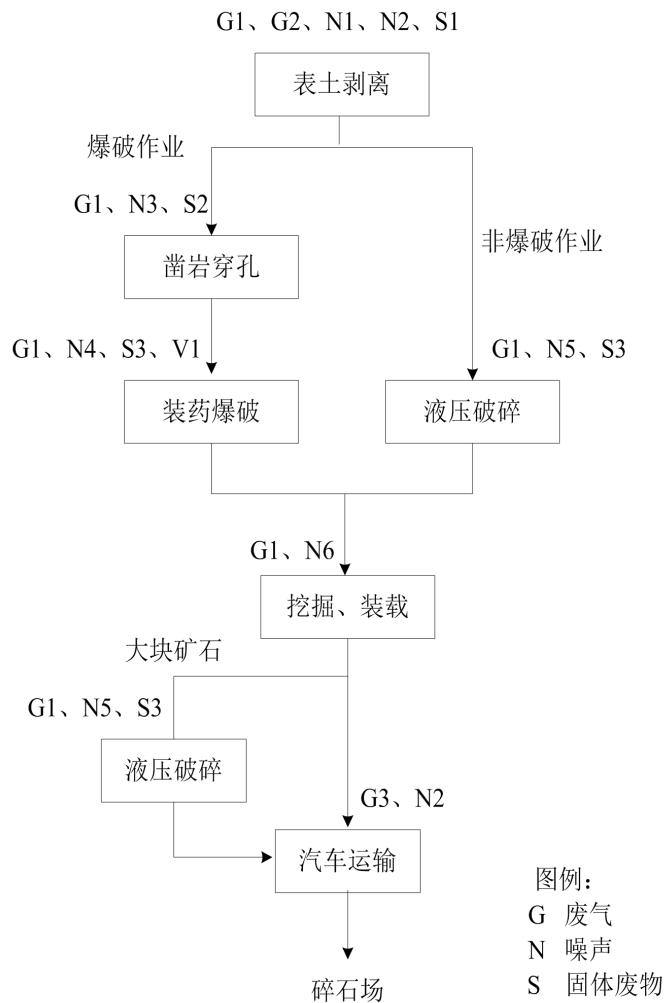 G1、G2、N1、N2、S1
表土剥离
爆破作业
G1、N3、S2
非爆破作业
凿岩穿孔
G1、N4、S3、V1
G1、N5、S3
装药爆破
液压破碎
G1、N6
挖掘、装载
大块矿石
G1、N5、S3
液压破碎
G3、N2
汽车运输
图例：
G 废气
N 噪声
S 固体废物
碎石场